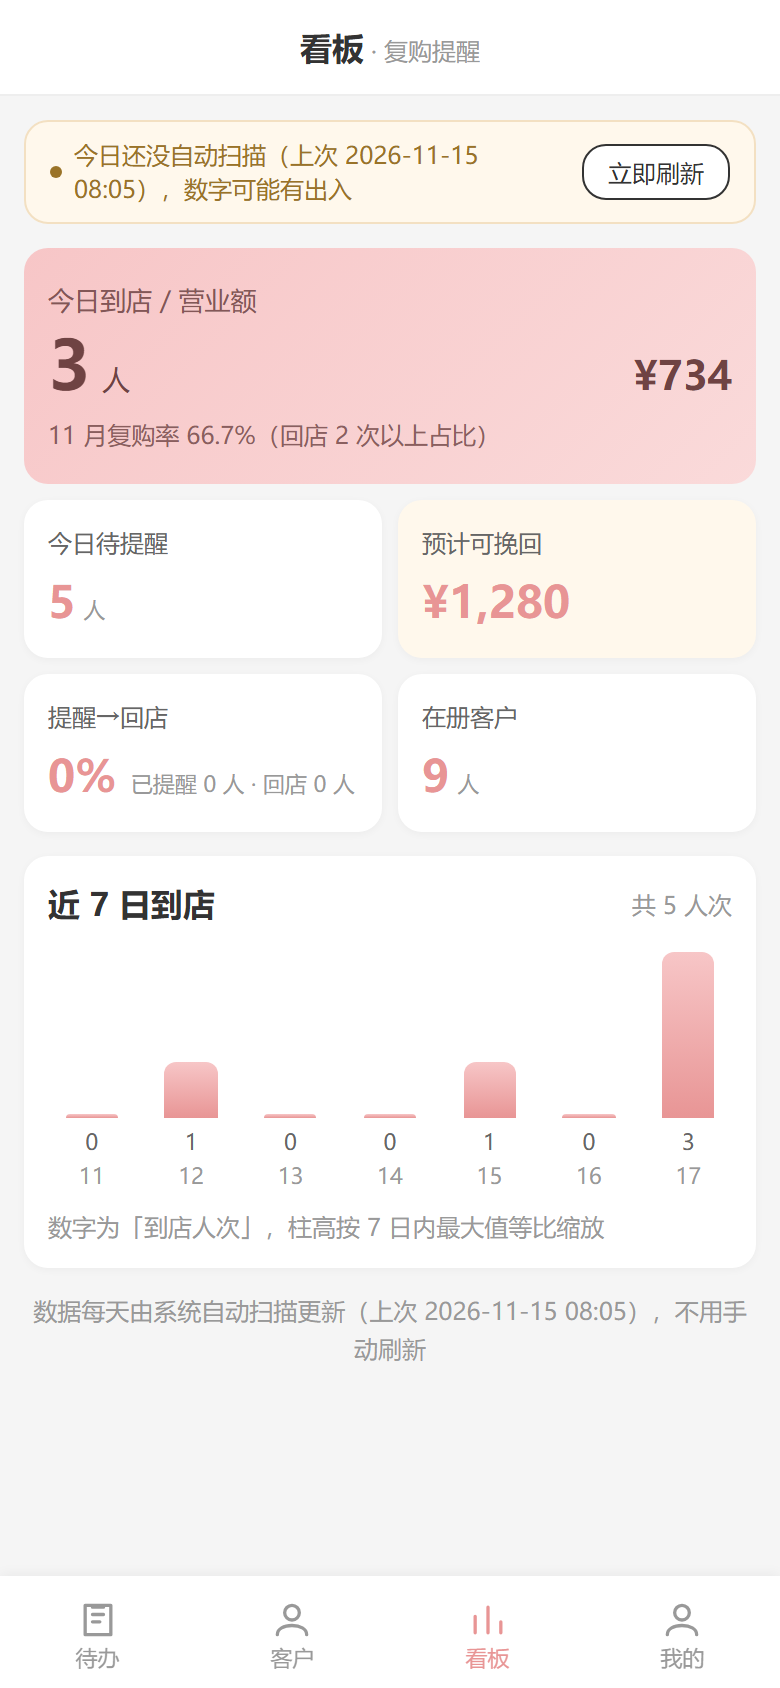 看板 · 复购提醒
今日还没自动扫描（上次 2026-11-15
08:05），数字可能有出入
立即刷新
今日到店 / 营业额
3 人
¥734
11 月复购率 66.7%（回店 2 次以上占比）
今日待提醒
5 人
预计可挽回
¥1,280
提醒→回店
0% 已提醒 0 人 · 回店 0 人
在册客户
9 人
近 7 日到店
共 5 人次
0 1 0 0 1 0 3
11 12 13 14 15 16 17
数字为「到店人次」，柱高按 7 日内最大值等比缩放
数据每天由系统自动扫描更新（上次 2026-11-15 08:05），不用手
动刷新
待办 客户 看板 我的